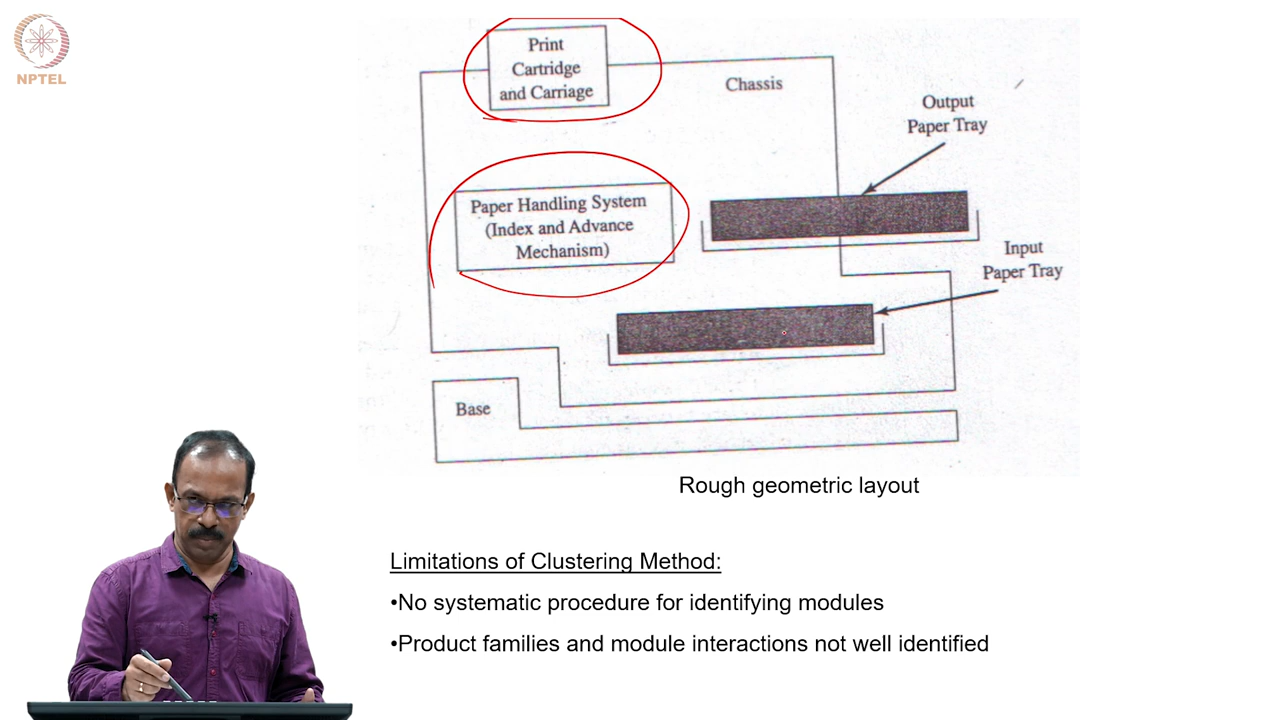 NPTEL
Print
Cartridge
and Carriage
Chassis
Output
Paper Tray
Paper Handling System
(Index and Advance
Mechanism)
Input
Paper Tray
Base
Rough geometric layout
Limitations of Clustering Method:
•No systematic procedure for identifying modules
•Product families and module interactions not well identified